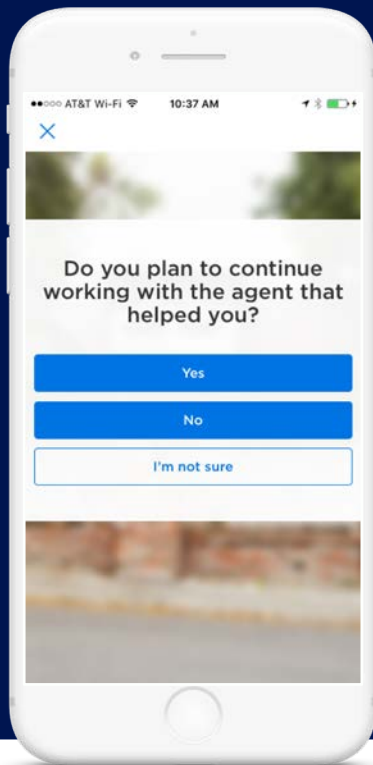 AT&T Wi-Fi 10:37 AM
Do you plan to continue
working with the agent that
helped you?
Yes
No
I'm not sure